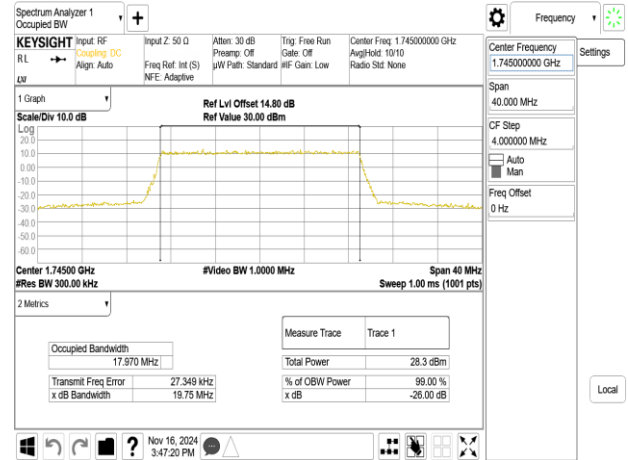 Spectrum Analyzer 1
Occupied BW
Frequency
KEYSIGHT
Input: RF
Coupling: DC
Align: Auto
Input Z: 50 Ω
Freq Ref: Int (S)
NFE: Adaptive
Atten: 30 dB
Preamp: Off
µW Path: Standard
Trig: Free Run
Gate: Off
#IF Gain: Low
Center Freq: 1.745000000 GHz
Avg|Hold: 10/10
Radio Std: None
RL
LXI
Center Frequency
1.745000000 GHz
Settings
Span
40.000 MHz
CF Step
4.000000 MHz
Auto
Man
Freq Offset
0 Hz
Local
1 Graph
Scale/Div 10.0 dB
Ref Lvl Offset 14.80 dB
Ref Value 30.00 dBm
Log
20.0
10.0
0.00
-10.0
-20.0
-30.0
-40.0
-50.0
-60.0
Center 1.74500 GHz
#Video BW 1.0000 MHz
Span 40 MHz
#Res BW 300.00 kHz
Sweep 1.00 ms (1001 pts)
2 Metrics
Measure Trace Trace 1
Occupied Bandwidth
17.970 MHz
Total Power 28.3 dBm
Transmit Freq Error 27.349 kHz
% of OBW Power 99.00 %
x dB Bandwidth 19.75 MHz
x dB -26.00 dB
?
Nov 16, 2024
3:47:20 PM